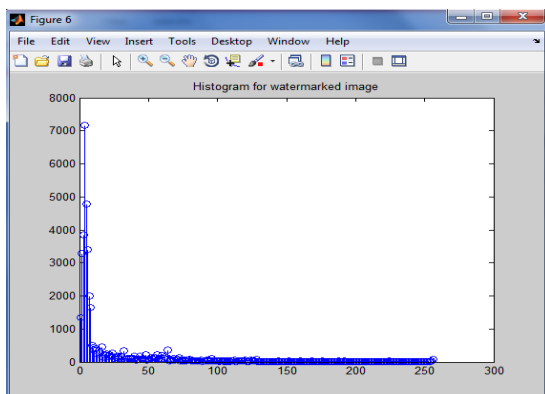 Figure 6
File Edit View Insert Tools Desktop Window Help
Histogram for watermarked image
8000
7000
6000
5000
4000
3000
2000
1000
0
0 50 100 150 200 250 300